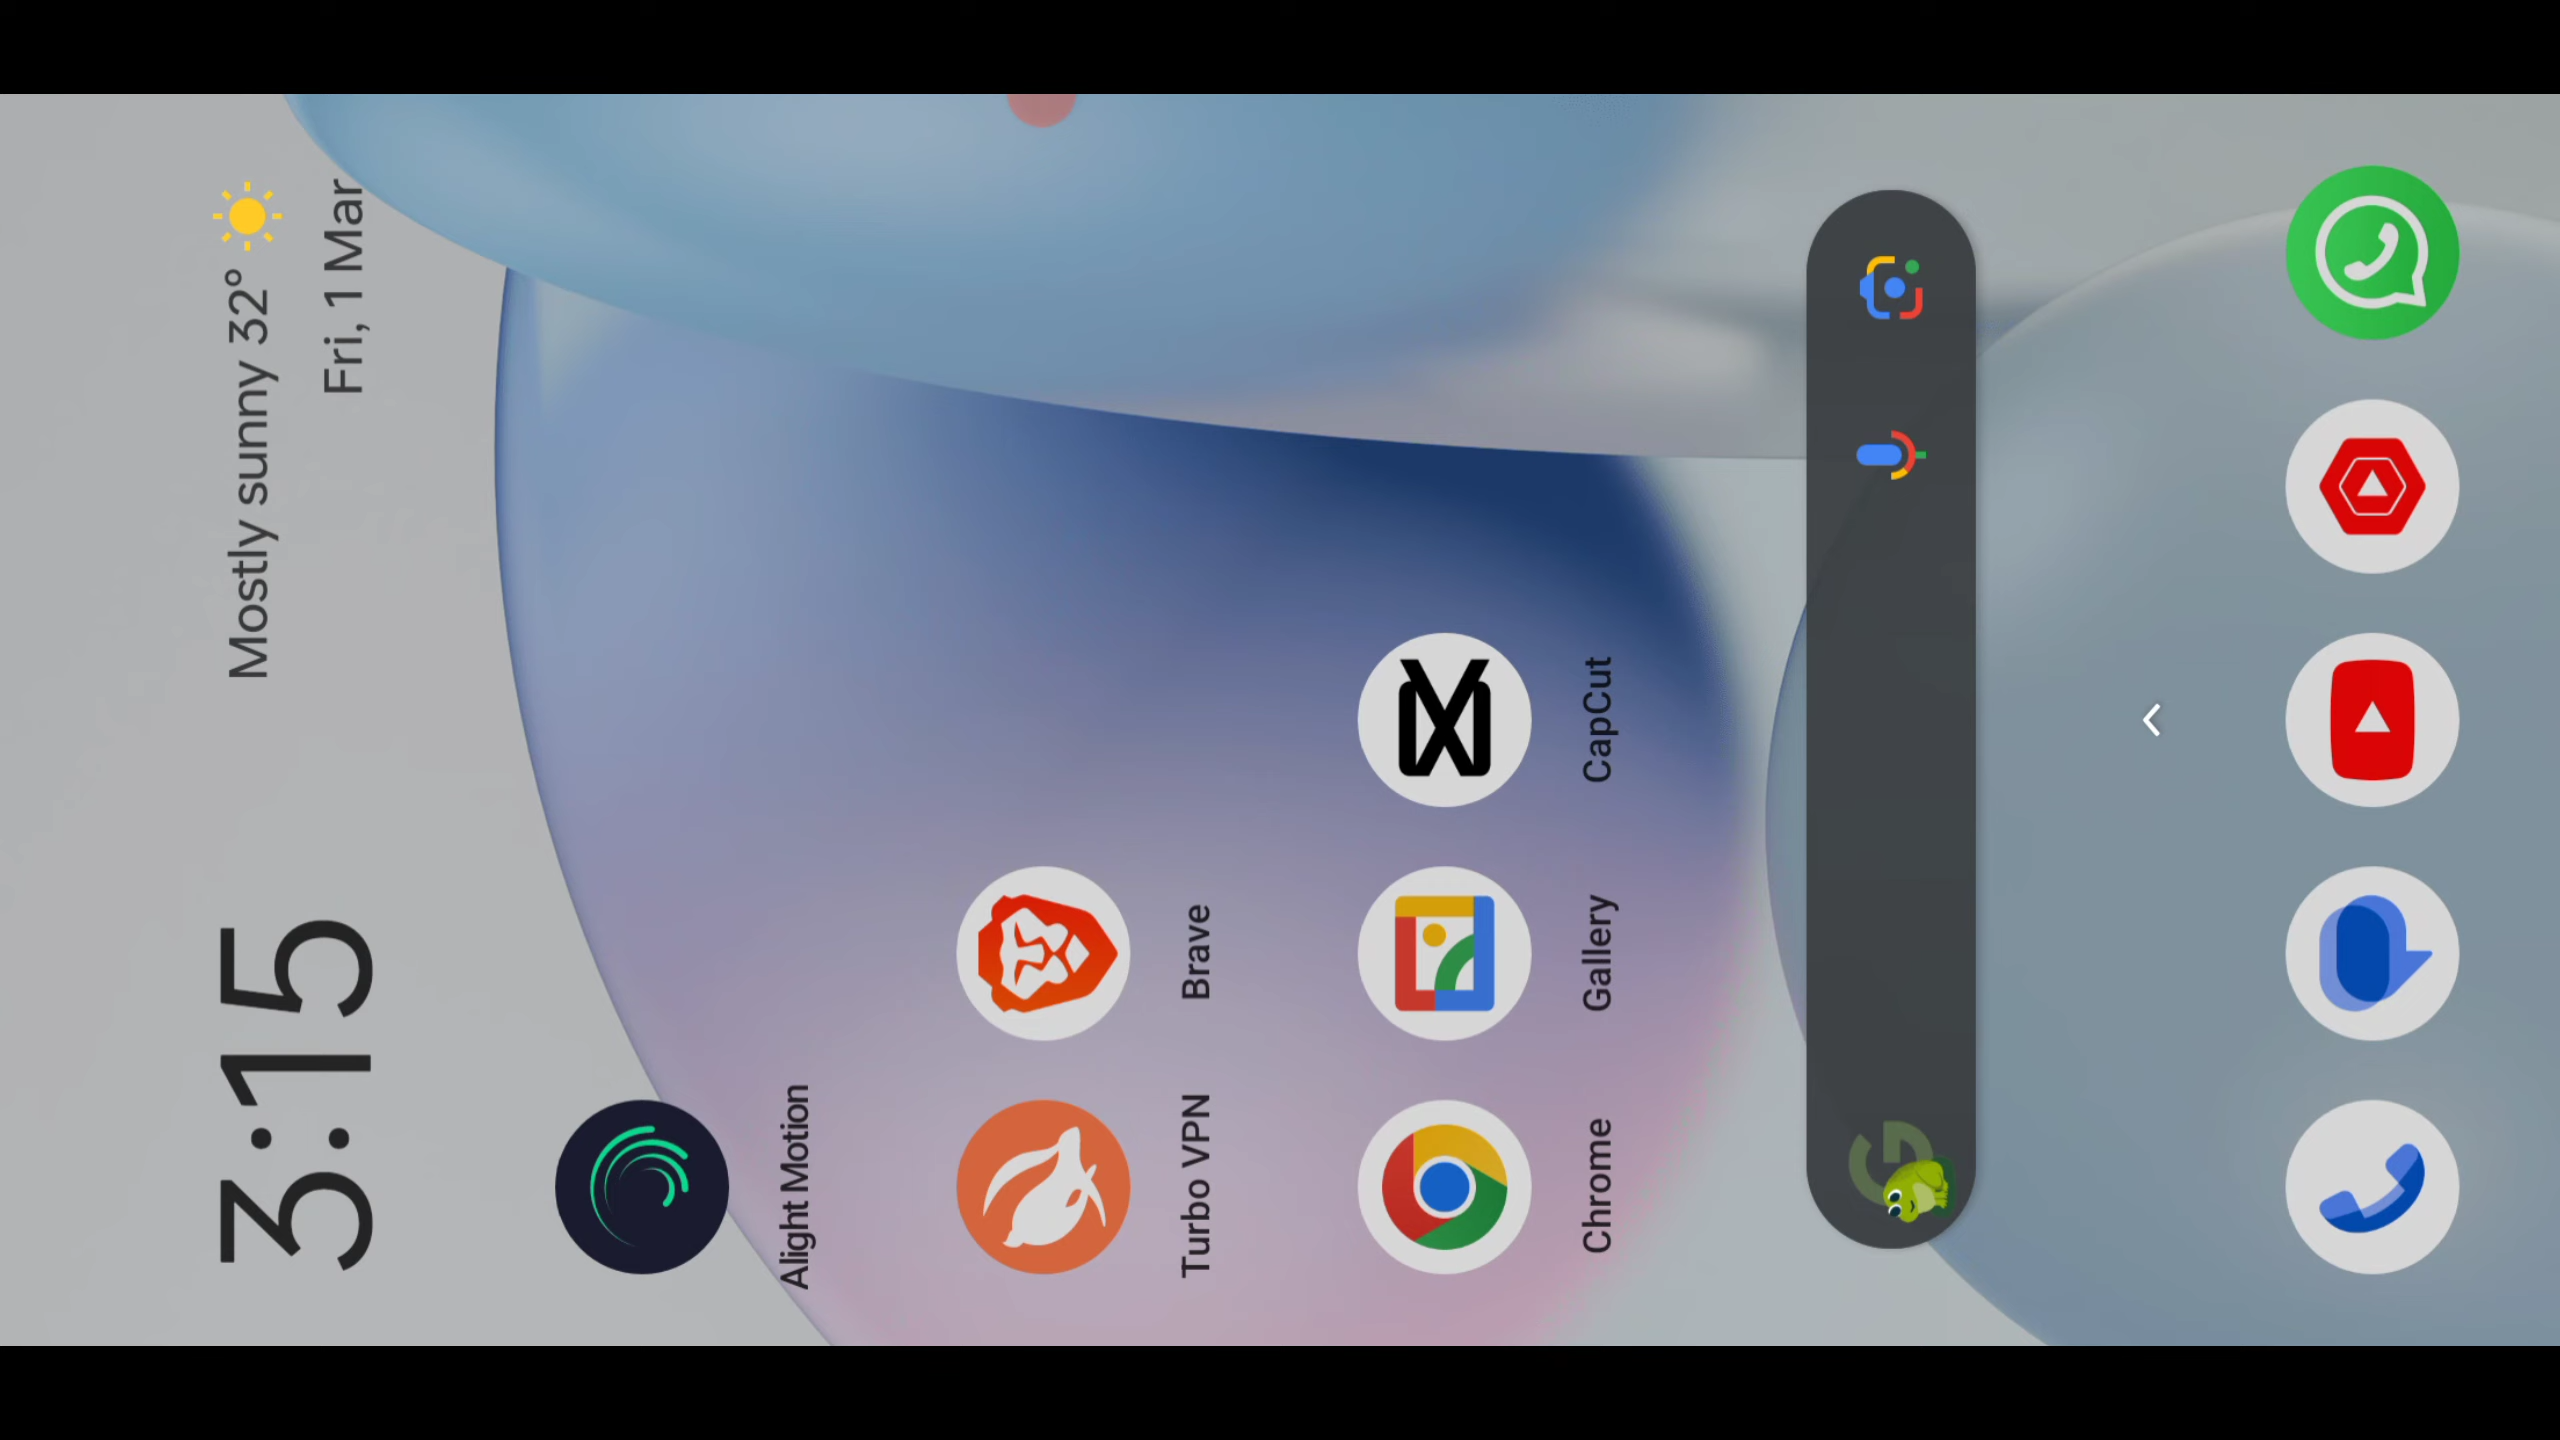 3:15
Mostly sunny 32°
Fri, 1 Mar
Alight Motion
Turbo VPN
Brave
Chrome
Gallery
CapCut